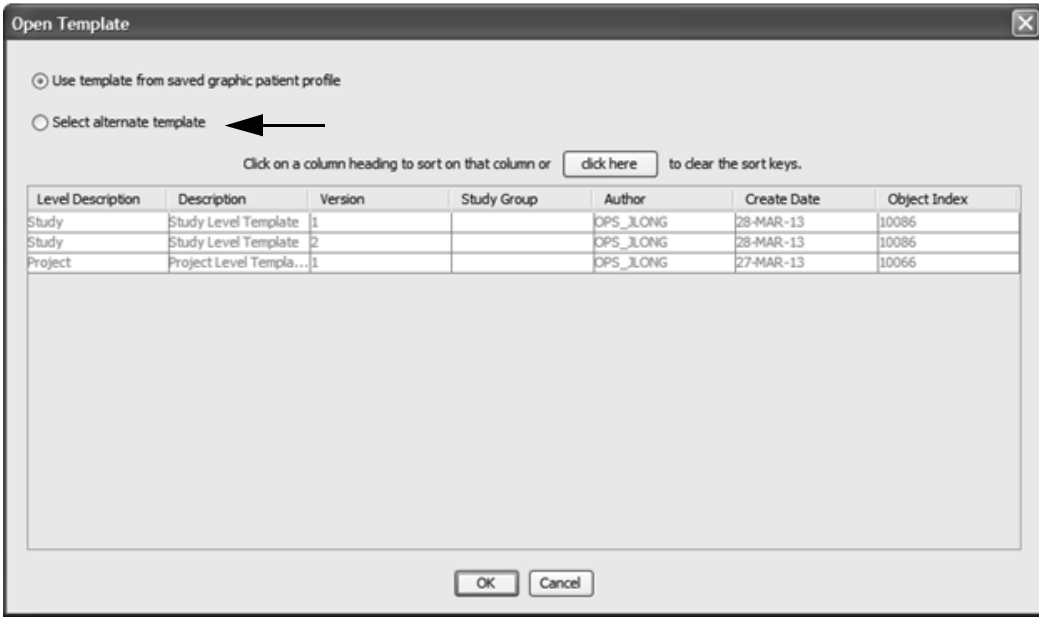 Open Template
Use template from saved graphic patient profile
Select alternate template
Click on a column heading to sort on that column or click here to clear the sort keys.
Level Description Description Version Study Group Author Create Date Object Index
Study Study Level Template 1 OPS_JLONG 28-MAR-13 10086
Study Study Level Template 2 OPS_JLONG 28-MAR-13 10086
Project Project Level Templa... 1 OPS_JLONG 27-MAR-13 10066
OK Cancel